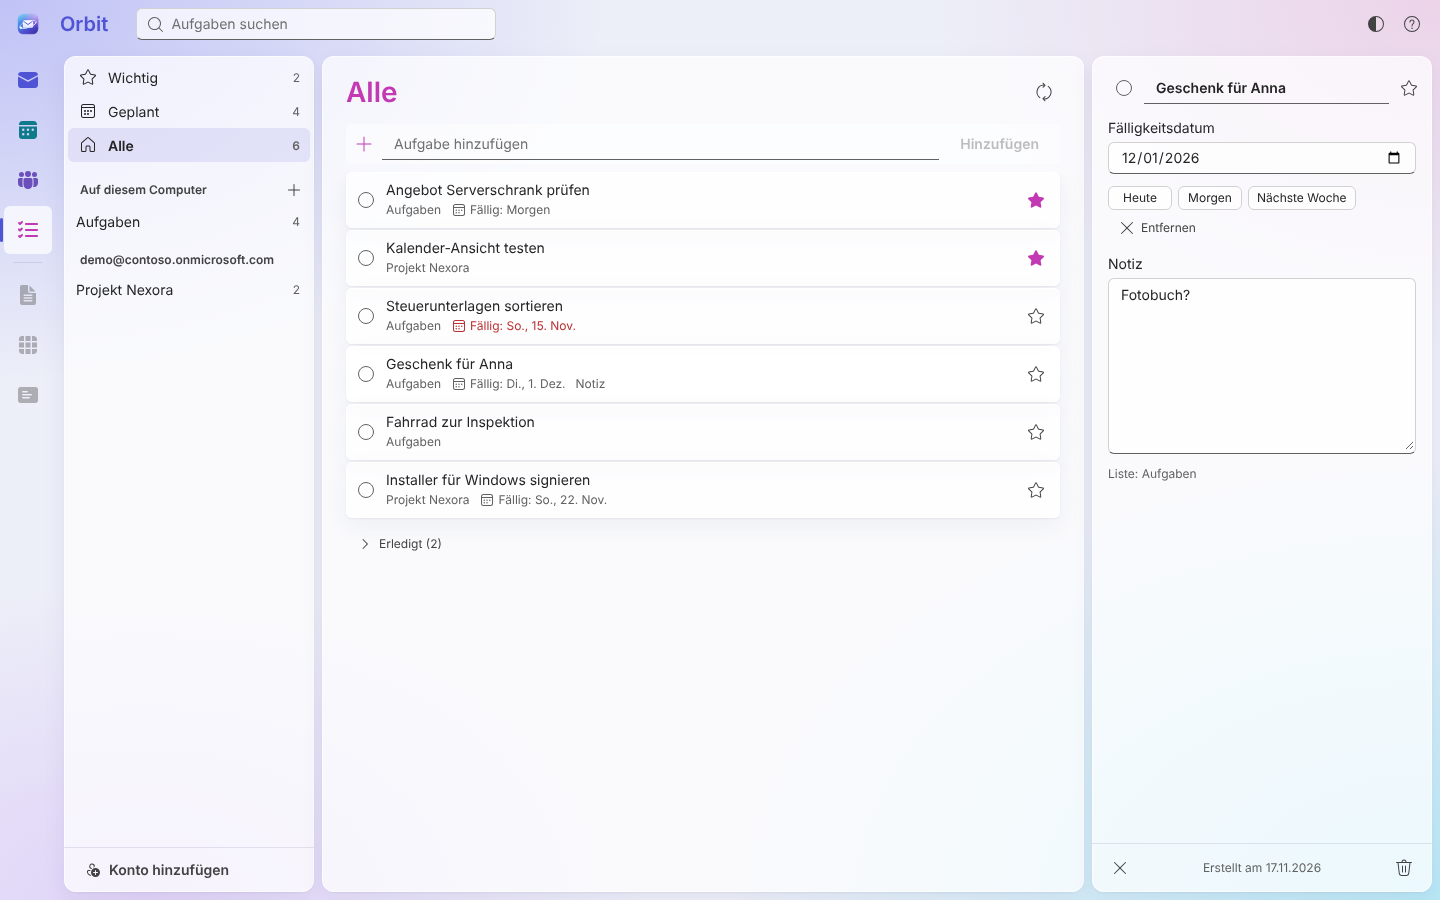 Orbit
Aufgaben suchen
Wichtig 2
Geplant 4
Alle 6
Auf diesem Computer
Aufgaben 4
demo@contoso.onmicrosoft.com
Projekt Nexora 2
Konto hinzufügen
Alle
Aufgabe hinzufügen Hinzufügen
Angebot Serverschrank prüfen
Aufgaben Fällig: Morgen
Kalender-Ansicht testen
Projekt Nexora
Steuerunterlagen sortieren
Aufgaben Fällig: So., 15. Nov.
Geschenk für Anna
Aufgaben Fällig: Di., 1. Dez. Notiz
Fahrrad zur Inspektion
Aufgaben
Installer für Windows signieren
Projekt Nexora Fällig: So., 22. Nov.
Erledigt (2)
Geschenk für Anna
Fälligkeitsdatum
12/01/2026
Heute Morgen Nächste Woche
Entfernen
Notiz
Fotobuch?
Liste: Aufgaben
Erstellt am 17.11.2026